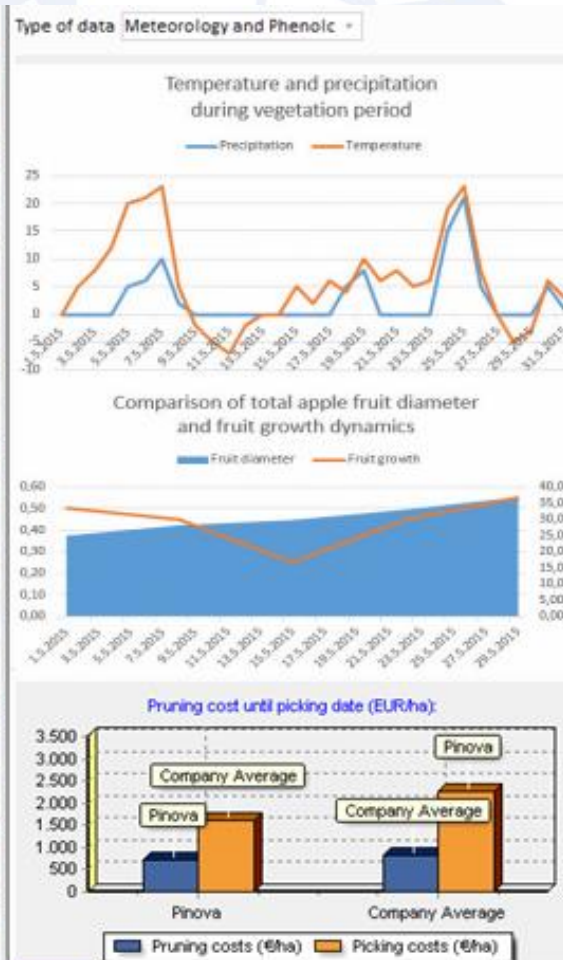 Type of data Meteorology and Phenolc
Temperature and precipitation
during vegetation period
Precipitation Temperature
25
20
15
10
5
0
-5
-10
1.5.2015 3.5.2015 5.5.2015 7.5.2015 9.5.2015 11.5.2015 13.5.2015 15.5.2015 17.5.2015 19.5.2015 21.5.2015 23.5.2015 25.5.2015 27.5.2015 29.5.2015 31.5.2015
Comparison of total apple fruit diameter
and fruit growth dynamics
Fruit diameter Fruit growth
0,60 40,0
0,50 35,0
30,0
0,40 25,0
0,30 20,0
0,20 15,0
0,10 10,0
5,00
0,00 0,00
1.5.2015 3.5.2015 5.5.2015 7.5.2015 9.5.2015 11.5.2015 13.5.2015 15.5.2015 17.5.2015 19.5.2015 21.5.2015 23.5.2015 25.5.2015 27.5.2015 29.5.2015
Pruning cost until picking date (EUR/ha):
3.500
3.000
2.500
2.000
1.500
1.000
500
0
Pinova
Company Average
Company Average
Pinova
Pinova Company Average
Pruning costs (€/ha) Picking costs (€/ha)